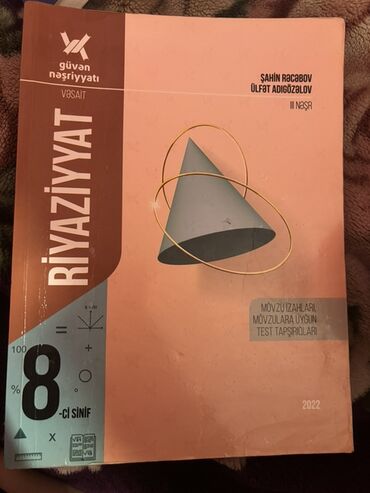 güvən
nəşriyyatı
VƏSAİT
ŞAHİN RƏCƏBOV
ÜLFƏT ADIGÖZƏLOV
II NƏŞR
RİYAZİYYAT
MÖVZU İZAHLARI,
MÖVZULARA UYĞUN
TEST TAPŞIRIQLARI
100
=
+
%
8
-Cİ SİNİF
X
2022